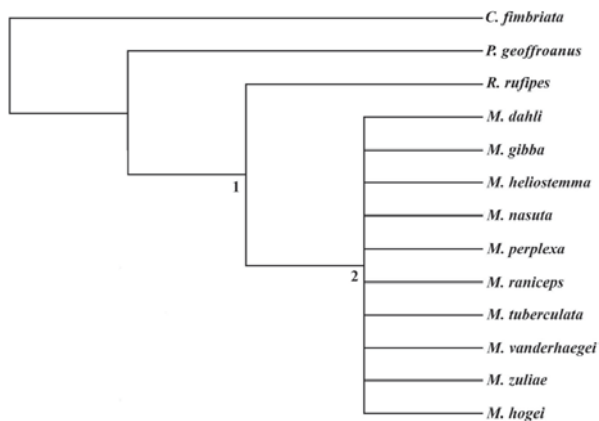 C. fimbriata
P. geoffroanus
R. rufipes
M. dahli
M. gibba
1
M. heliostemma
M. nasuta
M. perplexa
2
M. raniceps
M. tuberculata
M. vanderhaegei
M. zuliae
M. hogei